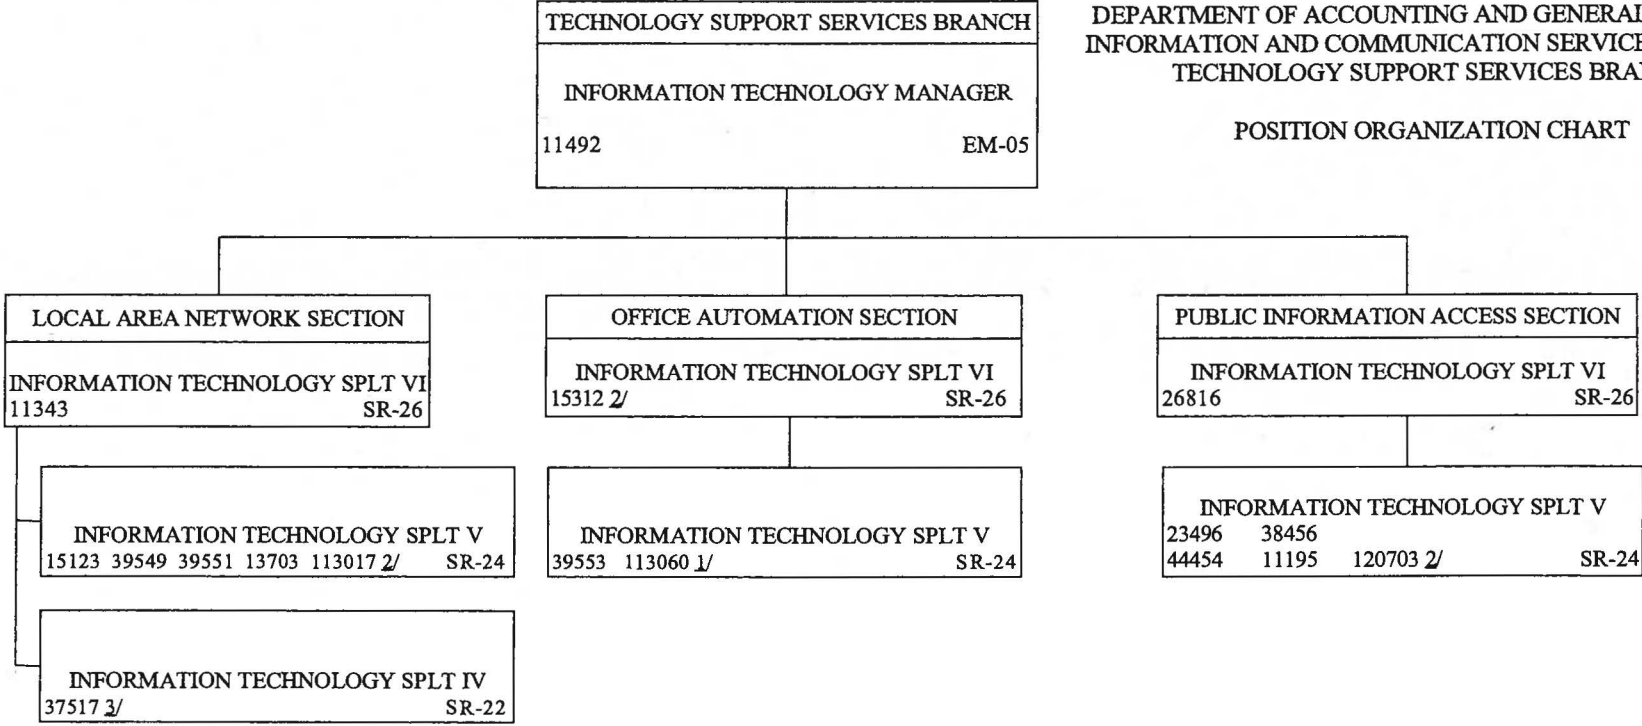 TECHNOLOGY SUPPORT SERVICES BRANCH
INFORMATION TECHNOLOGY MANAGER
11492 EM-05
DEPARTMENT OF ACCOUNTING AND GENERAL
INFORMATION AND COMMUNICATION
TECHNOLOGY SUPPORT SERVICES
POSITION ORGANIZATION CHART
LOCAL AREA NETWORK SECTION
INFORMATION TECHNOLOGY SPLT VI
11343 SR-26
INFORMATION TECHNOLOGY SPLT V
15123 39549 39551 13703 113017 2/ SR-24
INFORMATION TECHNOLOGY SPLT IV
37517 3/ SR-22
OFFICE AUTOMATION SECTION
INFORMATION TECHNOLOGY SPLT VI
15312 2/ SR-26
INFORMATION TECHNOLOGY SPLT V
39553 113060 1/ SR-24
PUBLIC INFORMATION ACCESS SECTION
INFORMATION TECHNOLOGY SPLT VI
26816 SR-26
INFORMATION TECHNOLOGY SPLT V
23496 38456
44454 11195 120703 2/ SR-24